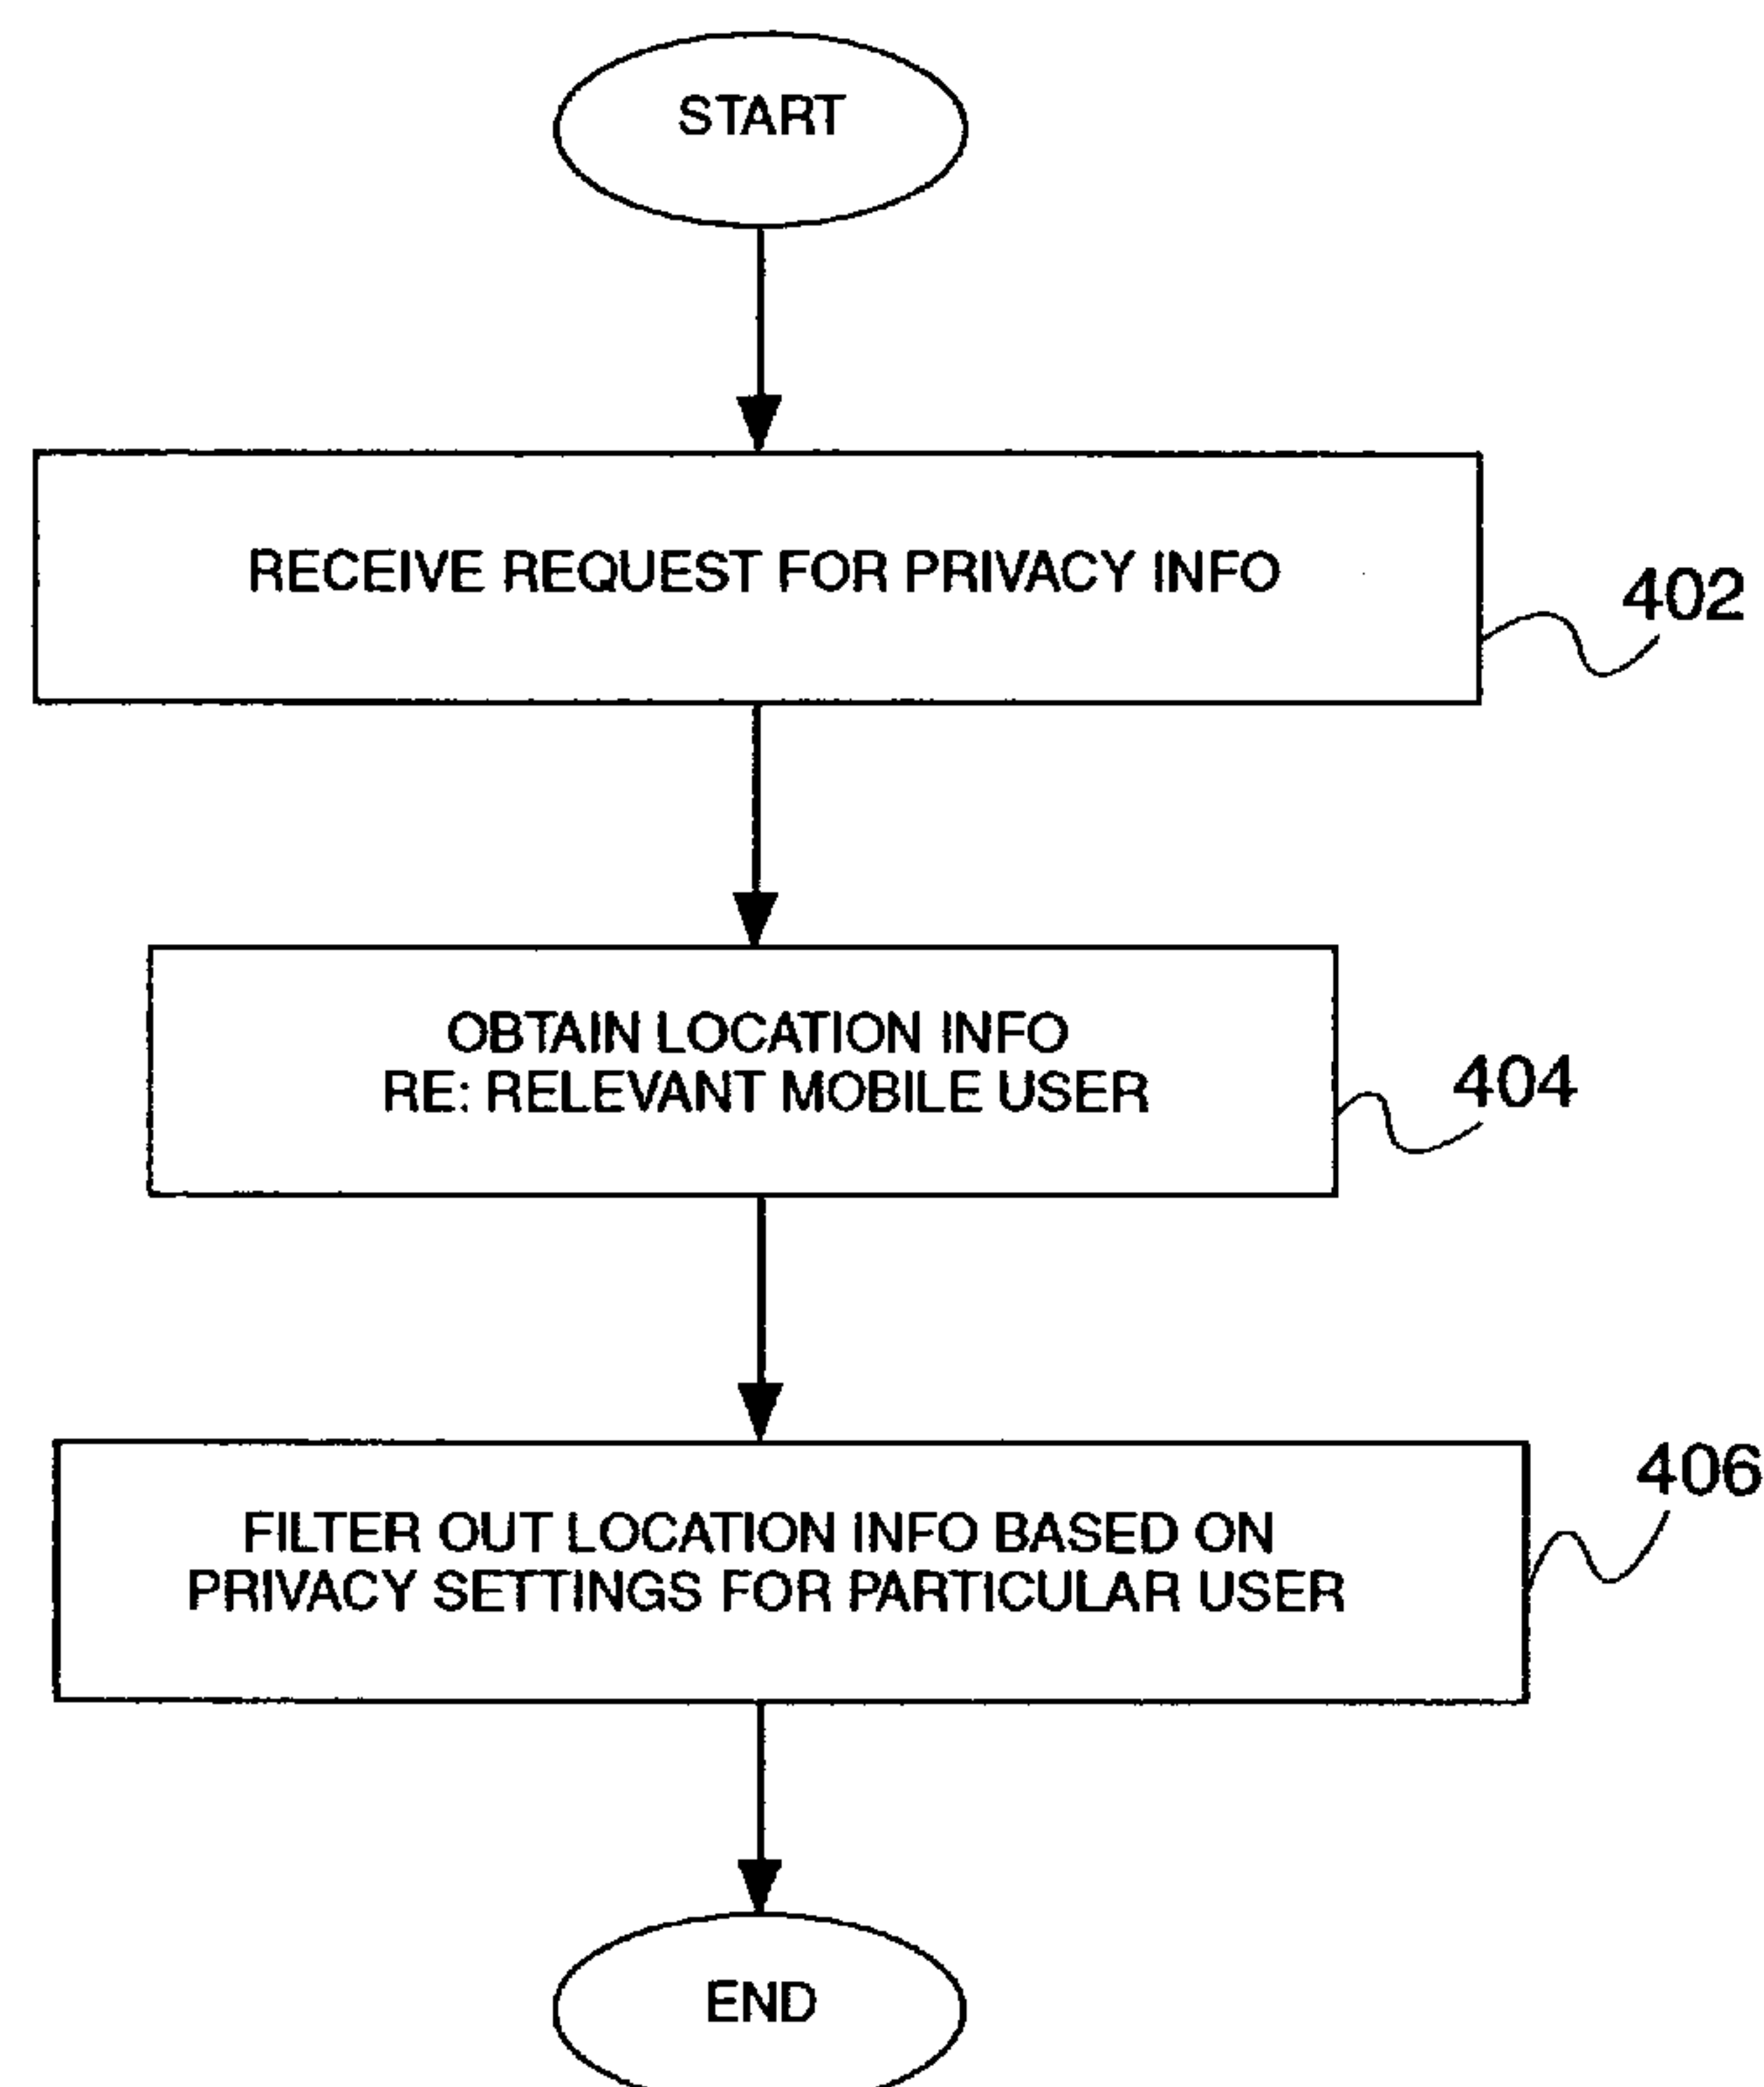 START
RECEIVE REQUEST FOR PRIVACY INFO
402
OBTAIN LOCATION INFO
RE: RELEVANT MOBILE USER
404
406
FILTER OUT LOCATION INFO BASED ON
PRIVACY SETTINGS FOR PARTICULAR USER
END